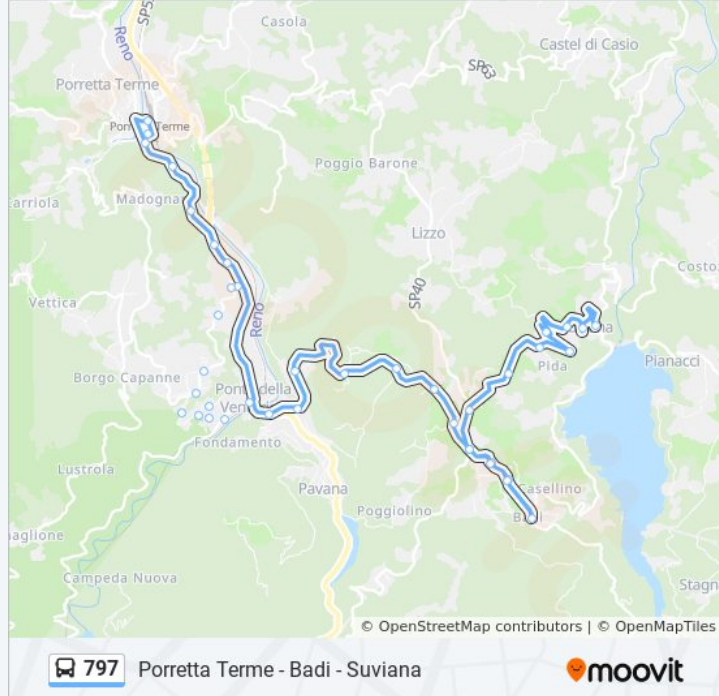 Casola
Castel di Casio
SP63
Reno
Porretta Terme
Poggio Barone
Madogna
Lizzo
Costoz
SP40
Vettica
Reno
Pida
Pianacci
Borgo Capanne
Fondamento
Lustrola
Pavana
Casellino
Poggiolino
Badi
Campeda Nuova
Stagn
© OpenStreetMap contributors | © OpenMapTiles
797 Porretta Terme - Badi - Suviana
moovit